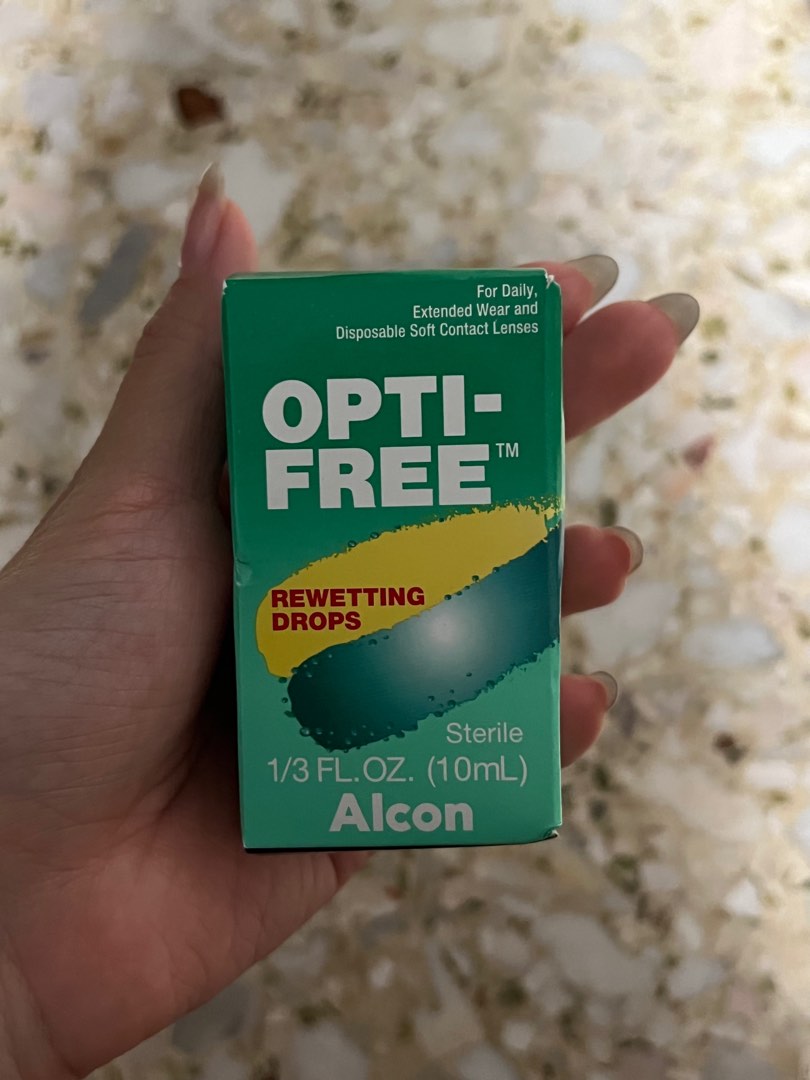 For Daily,
Extended Wear and
Disposable Soft Contact Lenses
OPTI-
FREE™
REWETTING
DROPS
Sterile
1/3 FL.OZ. (10mL)
Alcon